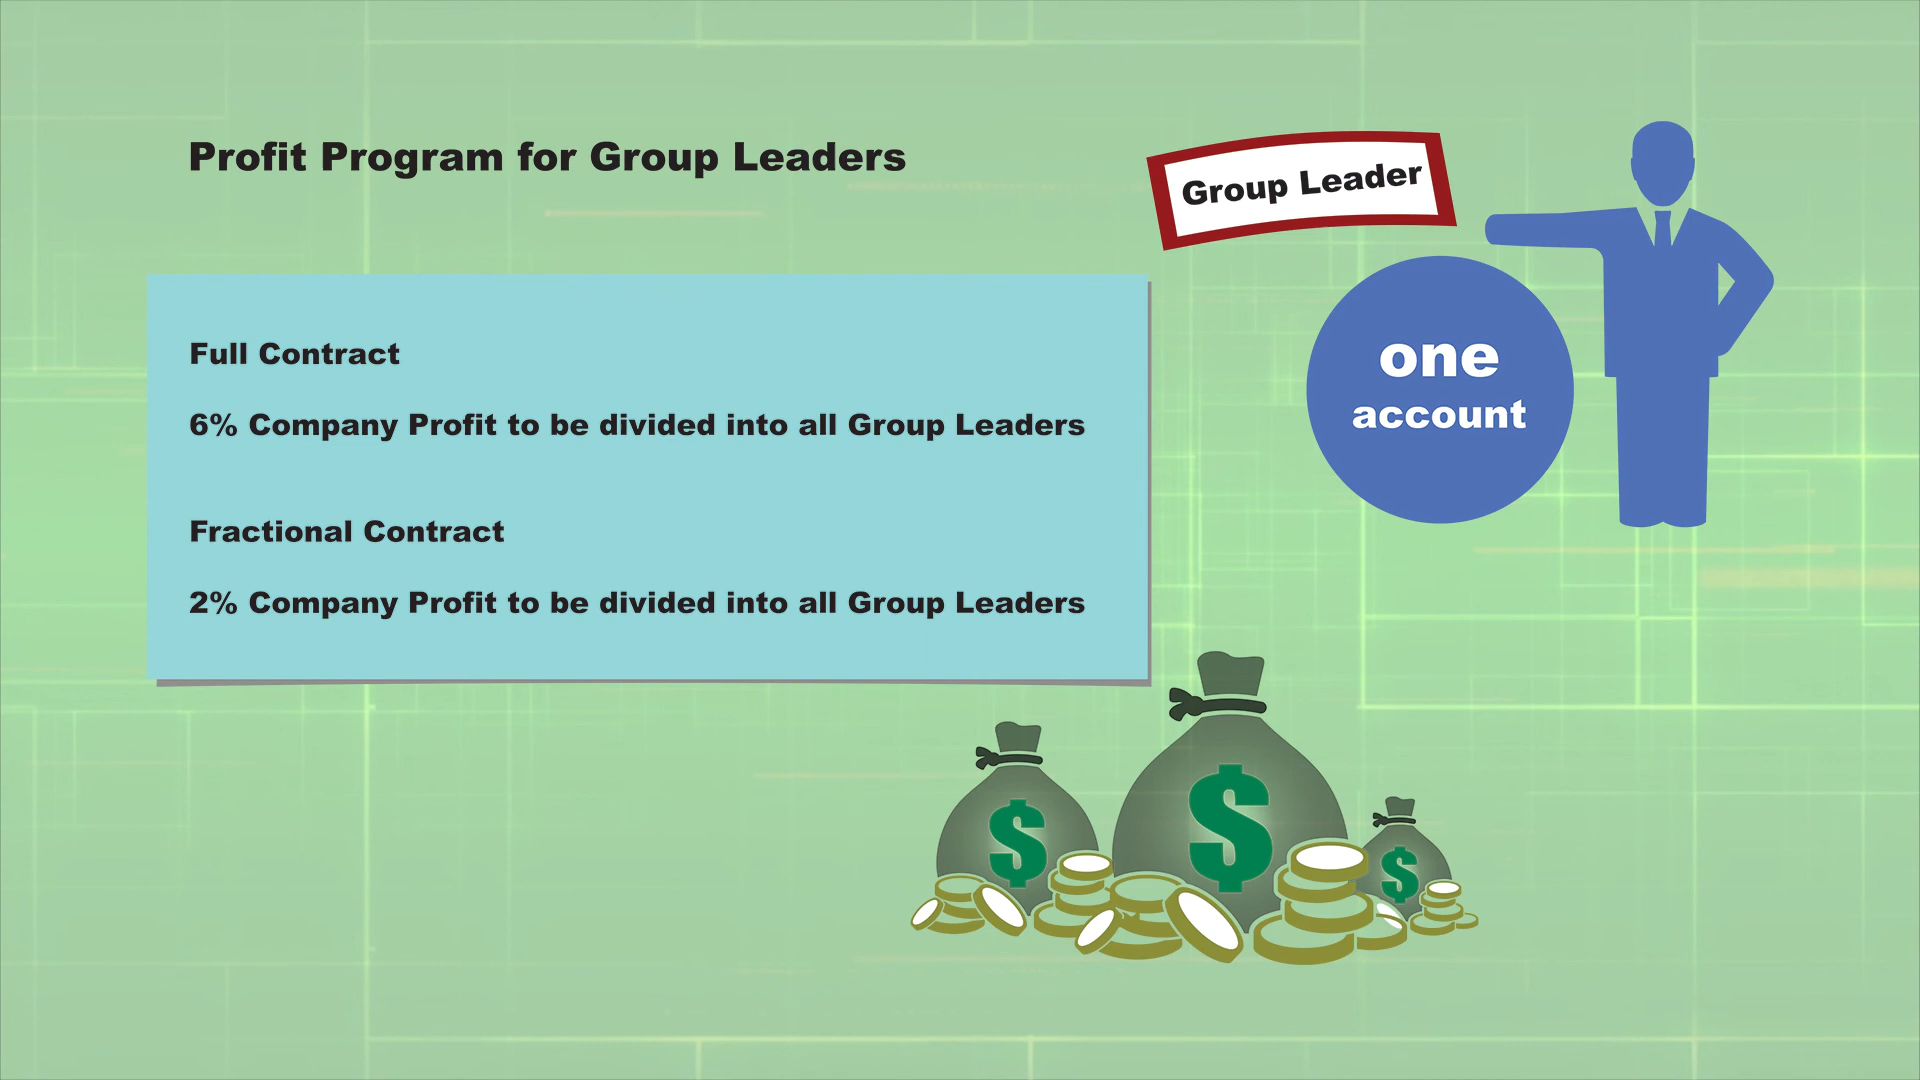 Profit Program for Group Leaders
Group Leader
one
account
Full Contract
6% Company Profit to be divided into all Group Leaders
Fractional Contract
2% Company Profit to be divided into all Group Leaders
$
$
$